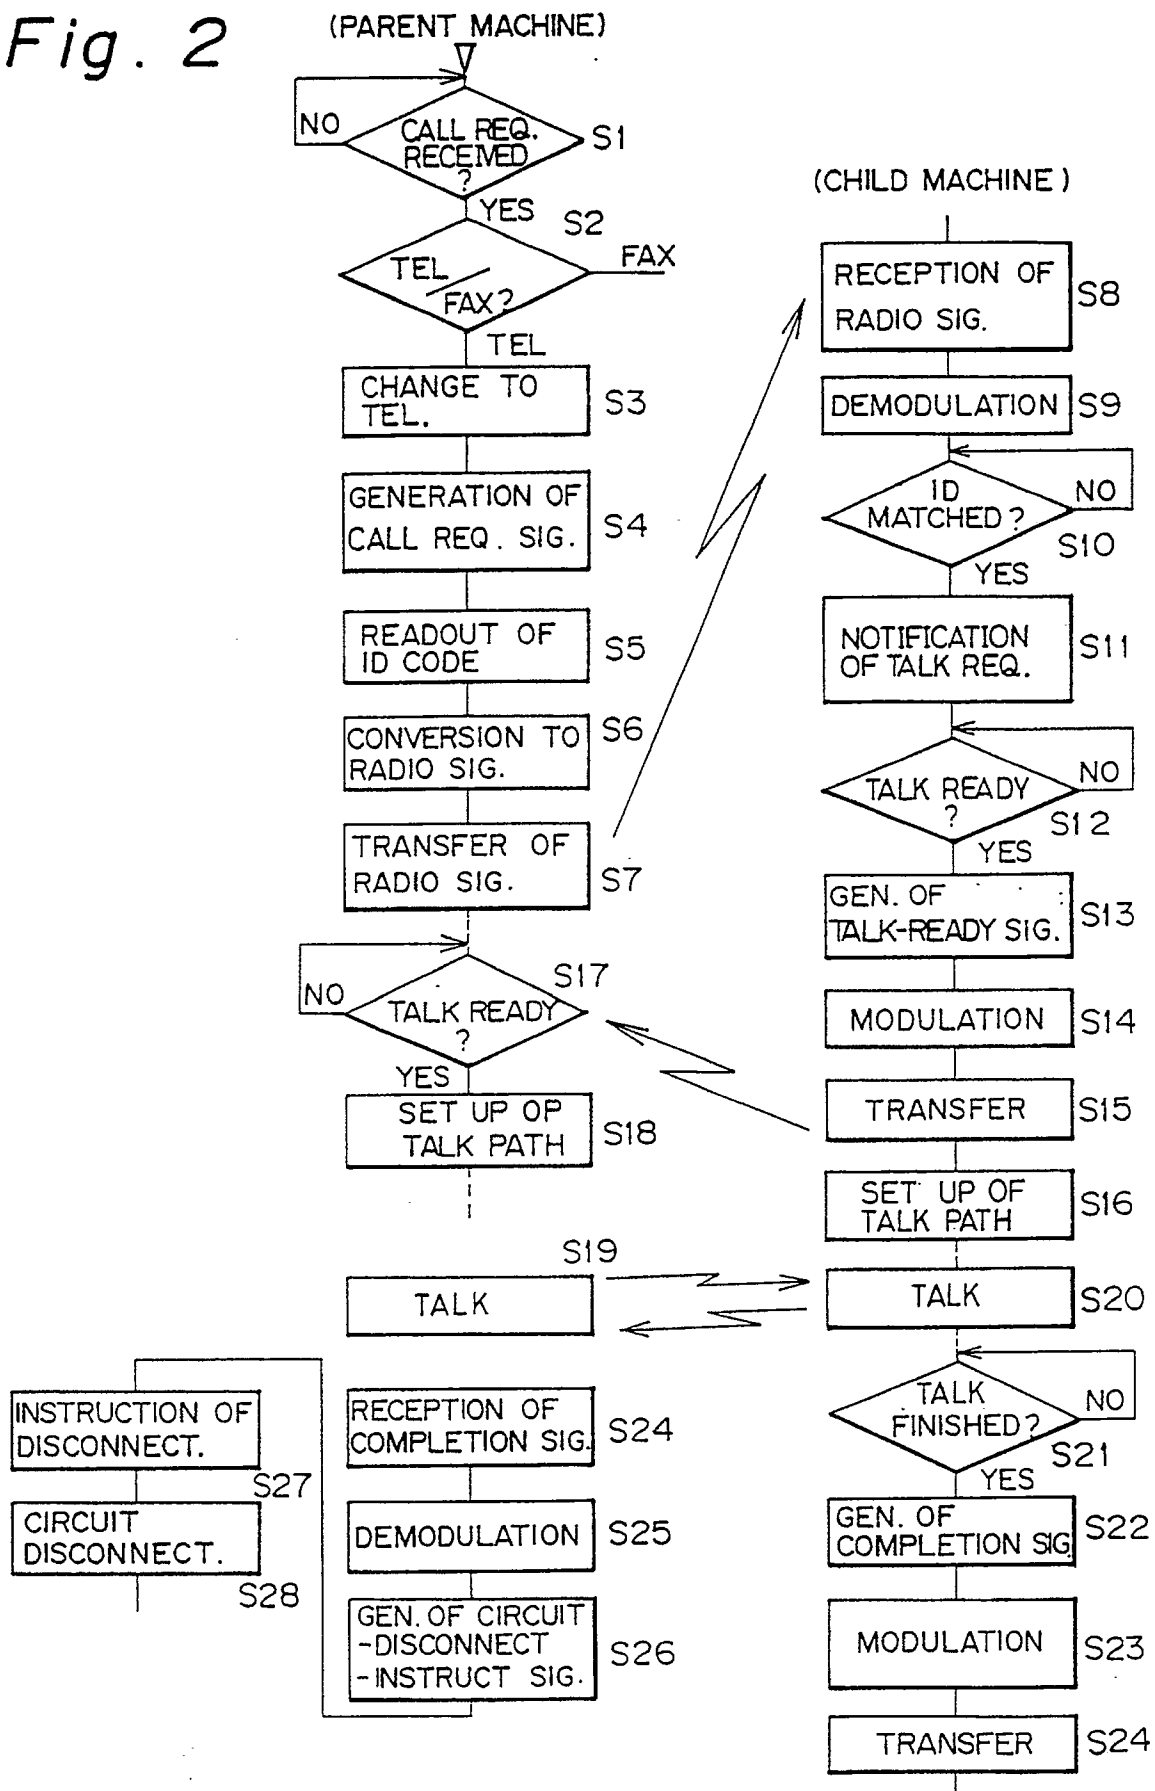 Fig. 2
(PARENT MACHINE)
NO
CALL REQ.
RECEIVED
?
S1
YES
S2
TEL
FAX?
FAX
TEL
CHANGE TO
TEL.
S3
GENERATION OF
CALL REQ. SIG.
S4
READOUT OF
ID CODE
S5
CONVERSION TO
RADIO SIG.
S6
TRANSFER OF
RADIO SIG.
S7
NO
TALK READY
?
S17
YES
SET UP OP
TALK PATH
S18
S19
TALK
RECEPTION OF
COMPLETION SIG.
S24
DEMODULATION
S25
GEN. OF CIRCUIT
-DISCONNECT
-INSTRUCT SIG.
S26
INSTRUCTION OF
DISCONNECT.
S27
CIRCUIT
DISCONNECT.
S28
(CHILD MACHINE)
RECEPTION OF
RADIO SIG.
S8
DEMODULATION
S9
ID
MATCHED?
NO
S10
YES
NOTIFICATION
OF TALK REQ.
S11
TALK READY
?
NO
S12
YES
GEN. OF
TALK-READY SIG.
S13
MODULATION
S14
TRANSFER
S15
SET UP OF
TALK PATH
S16
TALK
S20
TALK
FINISHED?
NO
S21
YES
GEN. OF
COMPLETION SIG.
S22
MODULATION
S23
TRANSFER
S24